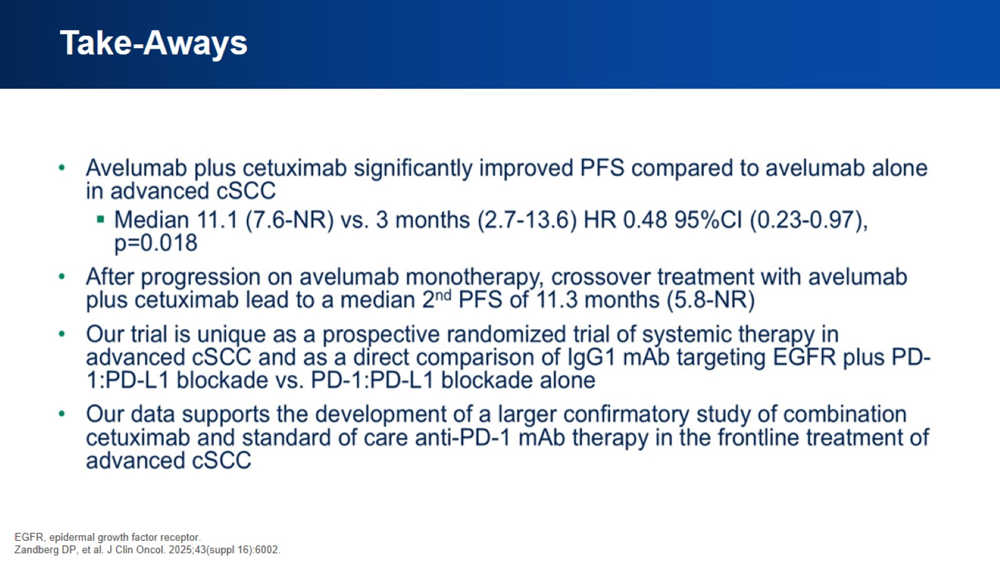 Take-Aways
• Avelumab plus cetuximab significantly improved PFS compared to avelumab alone
in advanced cSCC
▪ Median 11.1 (7.6-NR) vs. 3 months (2.7-13.6) HR 0.48 95%CI (0.23-0.97),
p=0.018
• After progression on avelumab monotherapy, crossover treatment with avelumab
plus cetuximab lead to a median 2nd PFS of 11.3 months (5.8-NR)
• Our trial is unique as a prospective randomized trial of systemic therapy in
advanced cSCC and as a direct comparison of IgG1 mAb targeting EGFR plus PD-
1:PD-L1 blockade vs. PD-1:PD-L1 blockade alone
• Our data supports the development of a larger confirmatory study of combination
cetuximab and standard of care anti-PD-1 mAb therapy in the frontline treatment of
advanced cSCC
EGFR, epidermal growth factor receptor.
Zandberg DP, et al. J Clin Oncol. 2025;43(suppl 16):6002.